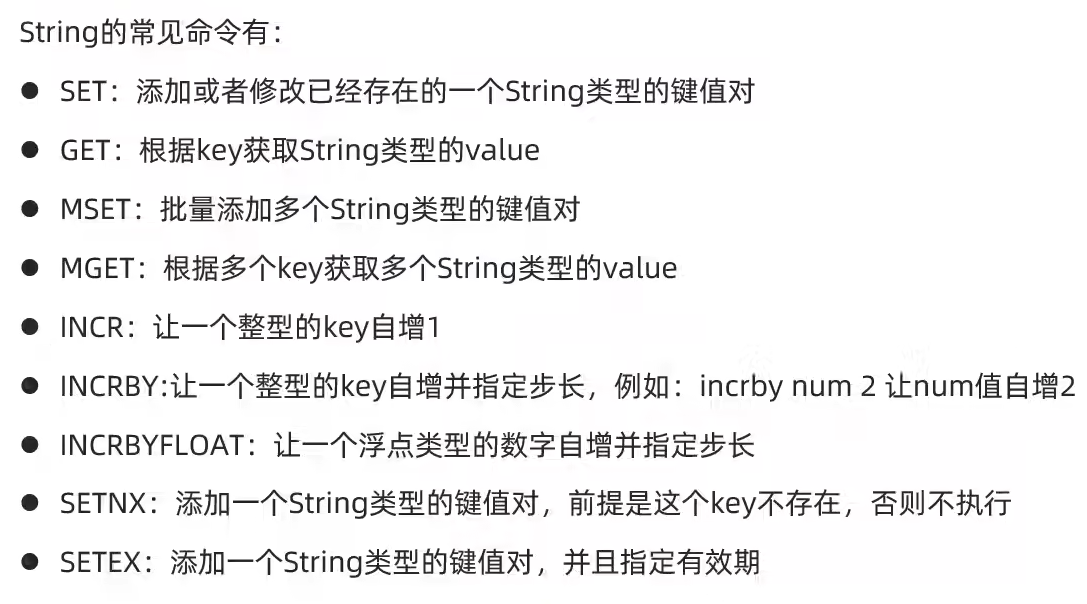 String的常见命令有：
● SET：添加或者修改已经存在的一个String类型的键值对
● GET：根据key获取String类型的value
● MSET：批量添加多个String类型的键值对
● MGET：根据多个key获取多个String类型的value
● INCR：让一个整型的key自增1
● INCRBY:让一个整型的key自增并指定步长，例如：incrby num 2 让num值自增2
● INCRBYFLOAT：让一个浮点类型的数字自增并指定步长
● SETNX：添加一个String类型的键值对，前提是这个key不存在，否则不执行
● SETEX：添加一个String类型的键值对，并且指定有效期